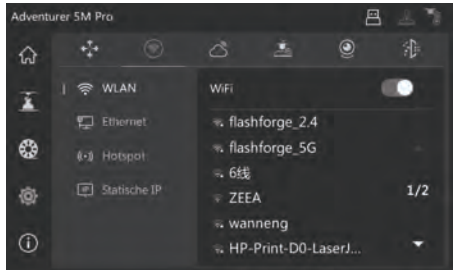 Adventurer 5M Pro
WLAN
Ethernet
Hotspot
Statische IP
WiFi
flashforge_2.4
flashforge_5G
6线
ZEEA
wanneng
HP-Print-D0-LaserJ...
1/2